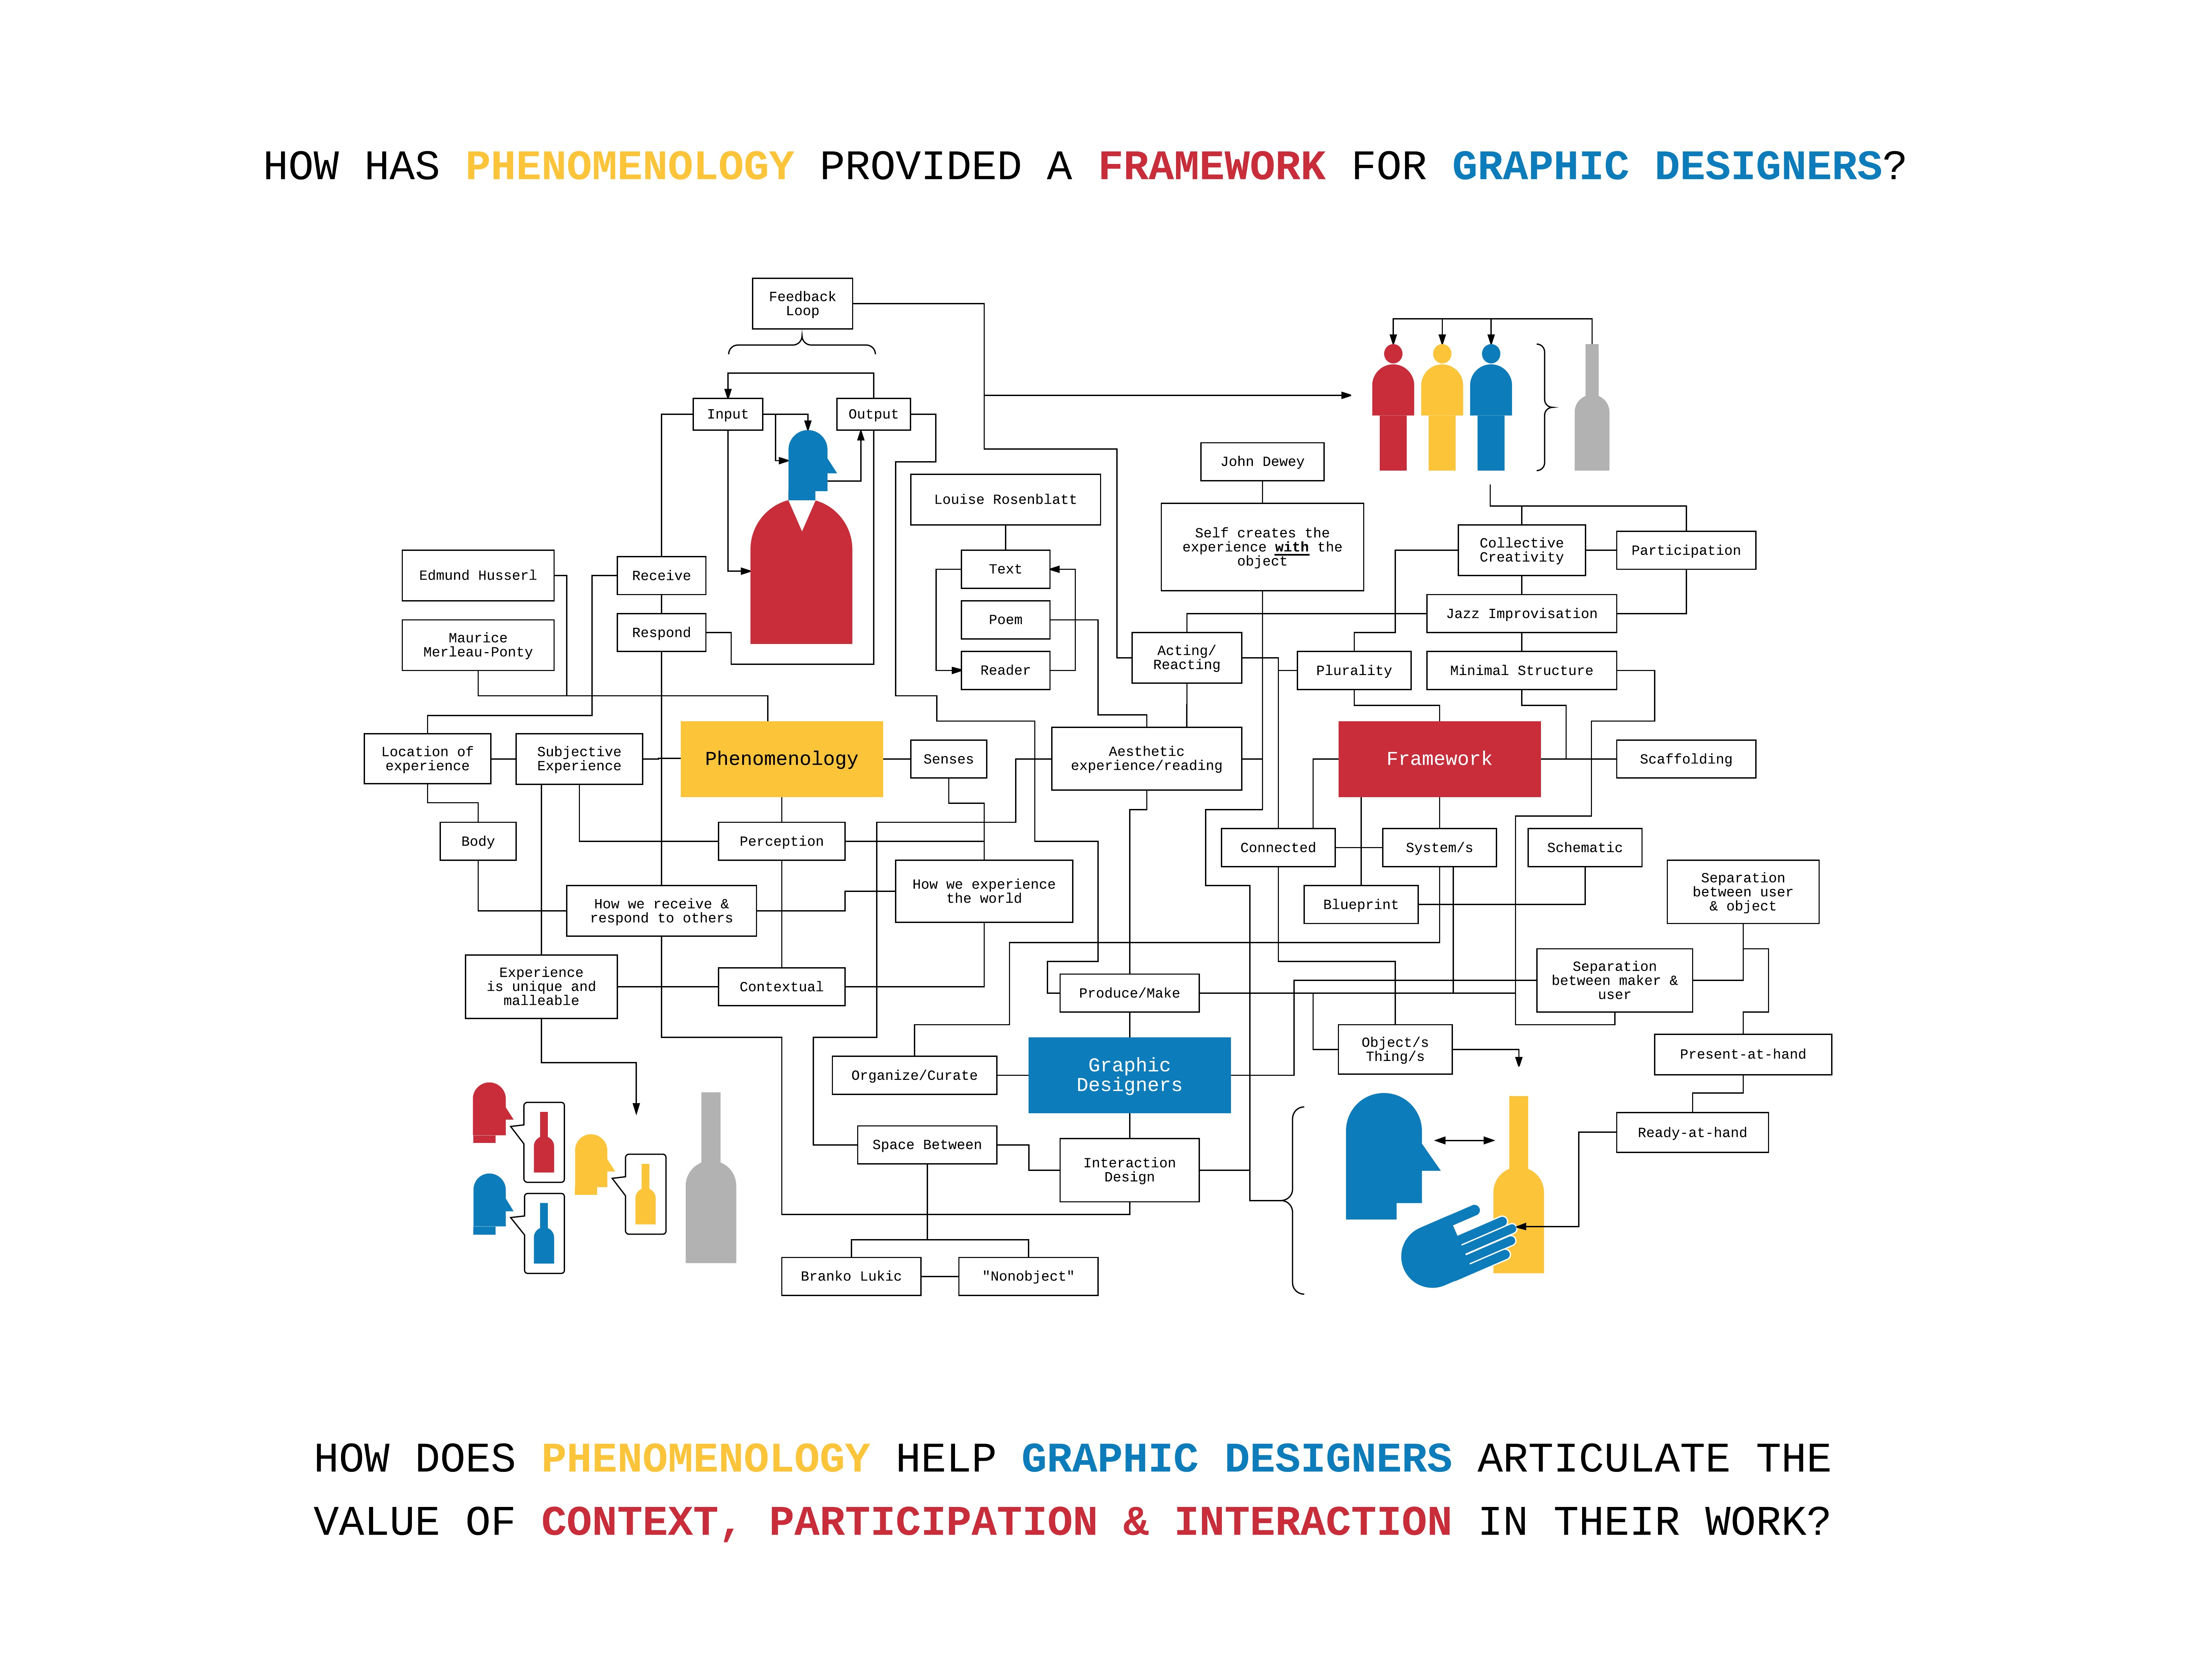 HOW HAS PHENOMENOLOGY PROVIDED A FRAMEWORK FOR GRAPHIC DESIGNERS?
Feedback
Loop
Input
Output
John Dewey
Louise Rosenblatt
Self creates the
experience with the
object
Collective
Creativity
Participation
Edmund Husserl
Receive
Text
Jazz Improvisation
Poem
Respond
Maurice
Merleau-Ponty
Acting/
Reacting
Reader
Plurality
Minimal Structure
Location of
experience
Subjective
Experience
Phenomenology
Senses
Aesthetic
experience/reading
Framework
Scaffolding
Body
Perception
Connected
System/s
Schematic
How we experience
the world
Separation
between user
& object
How we receive &
respond to others
Blueprint
Experience
is unique and
malleable
Contextual
Produce/Make
Separation
between maker &
user
Object/s
Thing/s
Present-at-hand
Organize/Curate
Graphic
Designers
Ready-at-hand
Space Between
Interaction
Design
Branko Lukic
"Nonobject"
HOW DOES PHENOMENOLOGY HELP GRAPHIC DESIGNERS ARTICULATE THE
VALUE OF CONTEXT, PARTICIPATION & INTERACTION IN THEIR WORK?